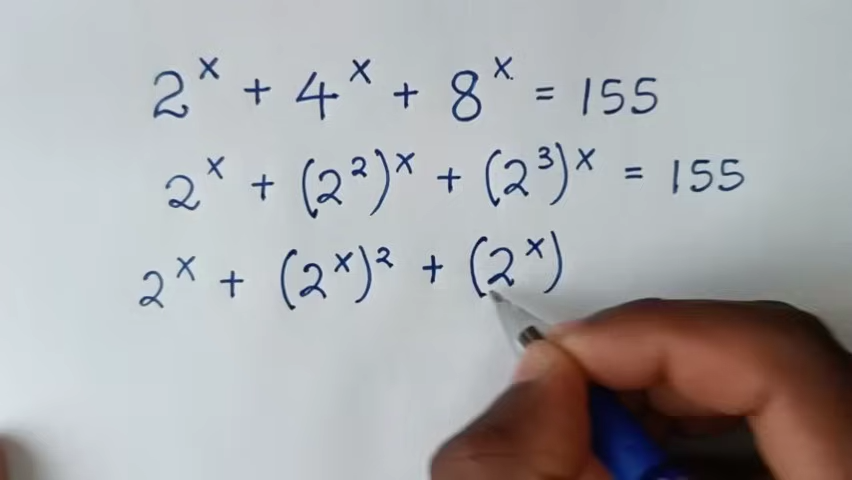 2^x + 4^x + 8^x = 155
2^x + (2^2)^x + (2^3)^x = 155
2^x + (2^x)^2 + (2^x)